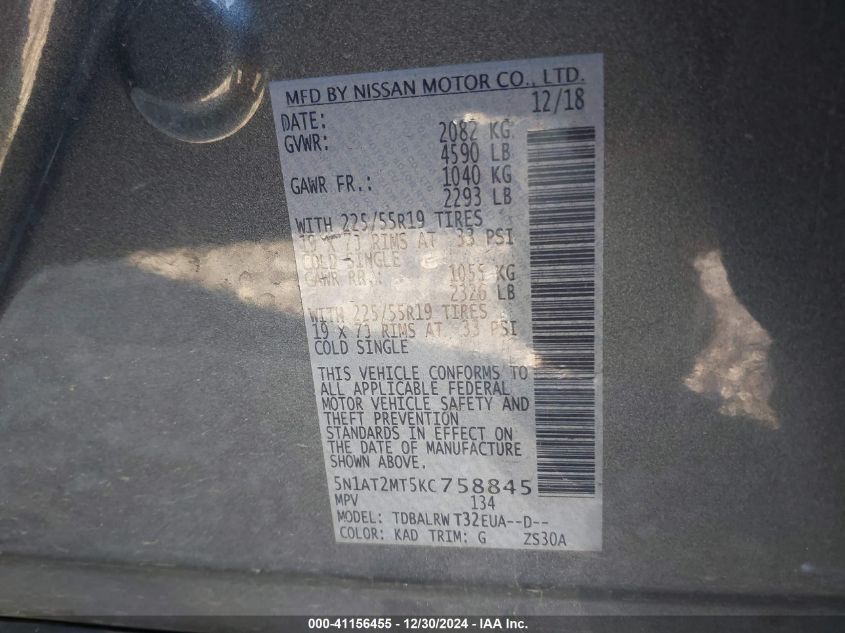 MFD BY NISSAN MOTOR CO., LTD.
DATE: 12/18
GVWR: 2082 KG
4590 LB
GAWR FR.: 1040 KG
2293 LB
WITH 225/55R19 TIRES
19 X 7J RIMS AT 33 PSI
COLD SINGLE
GAWR RR.: 1055 KG
2326 LB
WITH 225/55R19 TIRES
19 X 7J RIMS AT 33 PSI
COLD SINGLE
THIS VEHICLE CONFORMS TO
ALL APPLICABLE FEDERAL
MOTOR VEHICLE SAFETY AND
THEFT PREVENTION
STANDARDS IN EFFECT ON
THE DATE OF MANUFACTURE
SHOWN ABOVE.
5N1AT2MT5KC758845
MPV 134
MODEL: TDBALRW T32EUA--D--
COLOR: KAD TRIM: G ZS30A
000-41156455 - 12/30/2024 - IAA Inc.